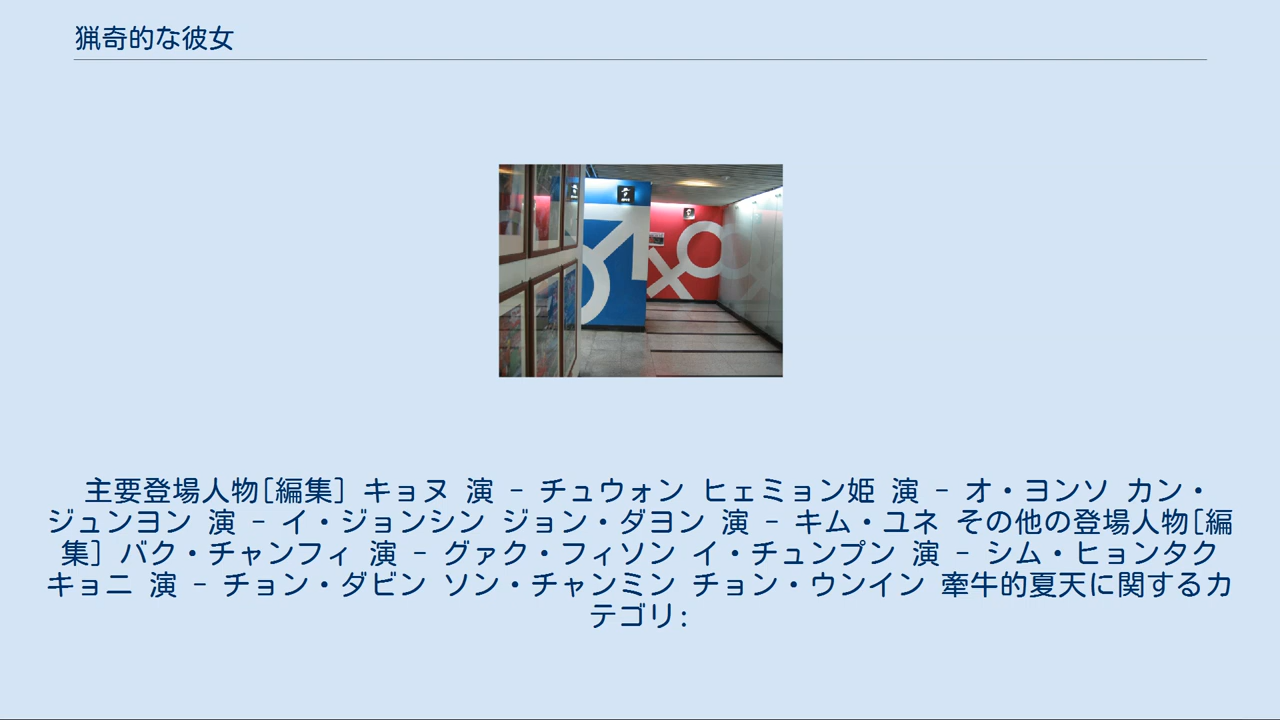 猟奇的な彼女
主要登場人物[編集] キョヌ 演 - チュウォン ヒェミョン姫 演 - オ・ヨンソ カン・
ジュンヨン 演 - イ・ジョンシン ジョン・ダヨン 演 - キム・ユネ その他の登場人物[編
集] バク・チャンフィ 演 - グァク・フィソン イ・チュンプン 演 - シム・ヒョンタク
キョニ 演 - チョン・ダビン ソン・チャンミン チョン・ウンイン 牽牛的夏天に関するカ
テゴリ: